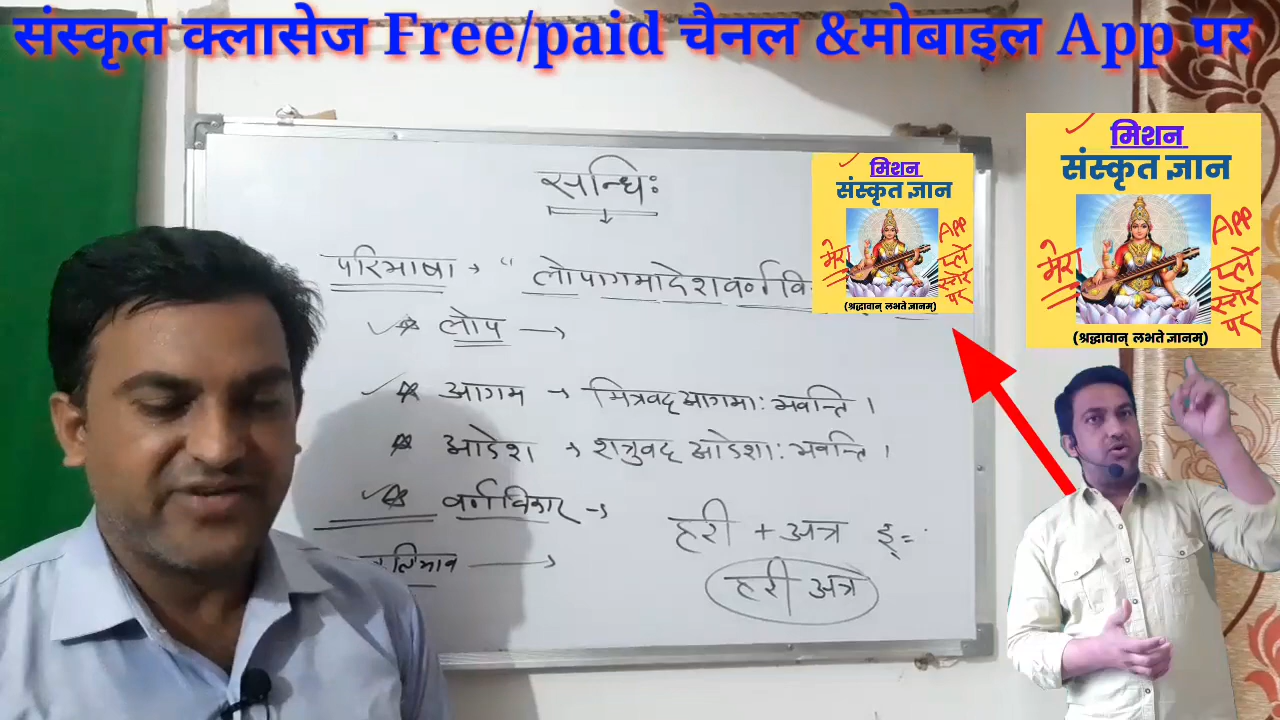 संस्कृत क्लासेज Free/paid चैनल &मोबाइल App पर
सन्धिः
परिभाषा → " लोपागमादेशवर्णवि
लोप →
आगम → मित्रवद् आगमाः भवन्ति ।
आदेश → शत्रुवद् आदेशाः भवन्ति ।
वर्णविकार →
हरी + अत्र इ =
हरी अत्र
मिशन
संस्कृत ज्ञान
मेरा
App
प्ले
स्टोर
पर
(श्रद्धावान् लभते ज्ञानम्)
मिशन
संस्कृत ज्ञान
मेरा
App
प्ले
स्टोर
पर
(श्रद्धावान् लभते ज्ञानम्)